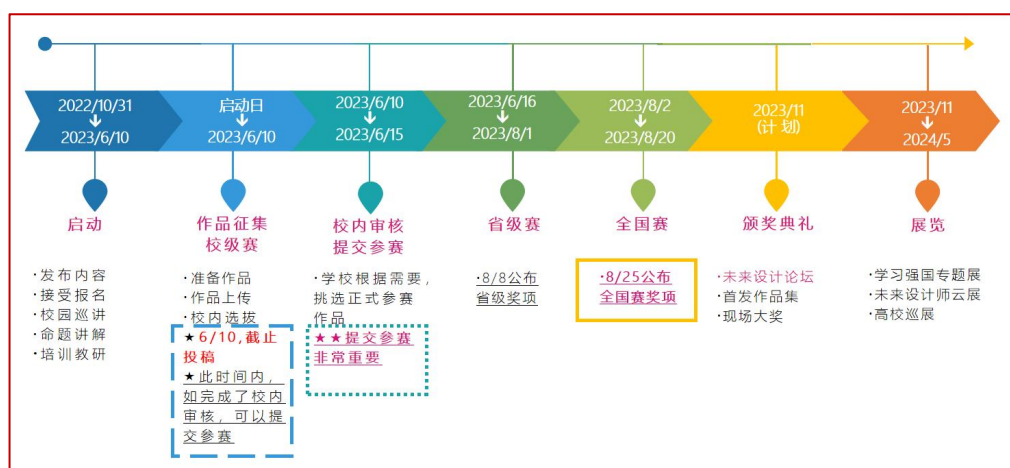 2022/10/31
2023/6/10
启动日
2023/6/10
2023/6/10
2023/6/15
2023/6/16
2023/8/1
2023/8/2
2023/8/20
2023/11
(计划)
2023/11
2024/5
启动
·发布内容
·接受报名
·校园巡讲
·命题讲解
·培训教研
作品征集
校级赛
·准备作品
·作品上传
·校内选拔
★6/10,截止
投稿
★此时间内，
如完成了校内
审核，可以提
交参赛
校内审核
提交参赛
·学校根据需要，
挑选正式参赛
作品
★★提交参赛
非常重要
省级赛
·8/8公布
省级奖项
全国赛
·8/25公布
全国赛奖项
颁奖典礼
·未来设计论坛
·首发作品集
·现场大奖
展览
·学习强国专题展
·未来设计师云展
·高校巡展